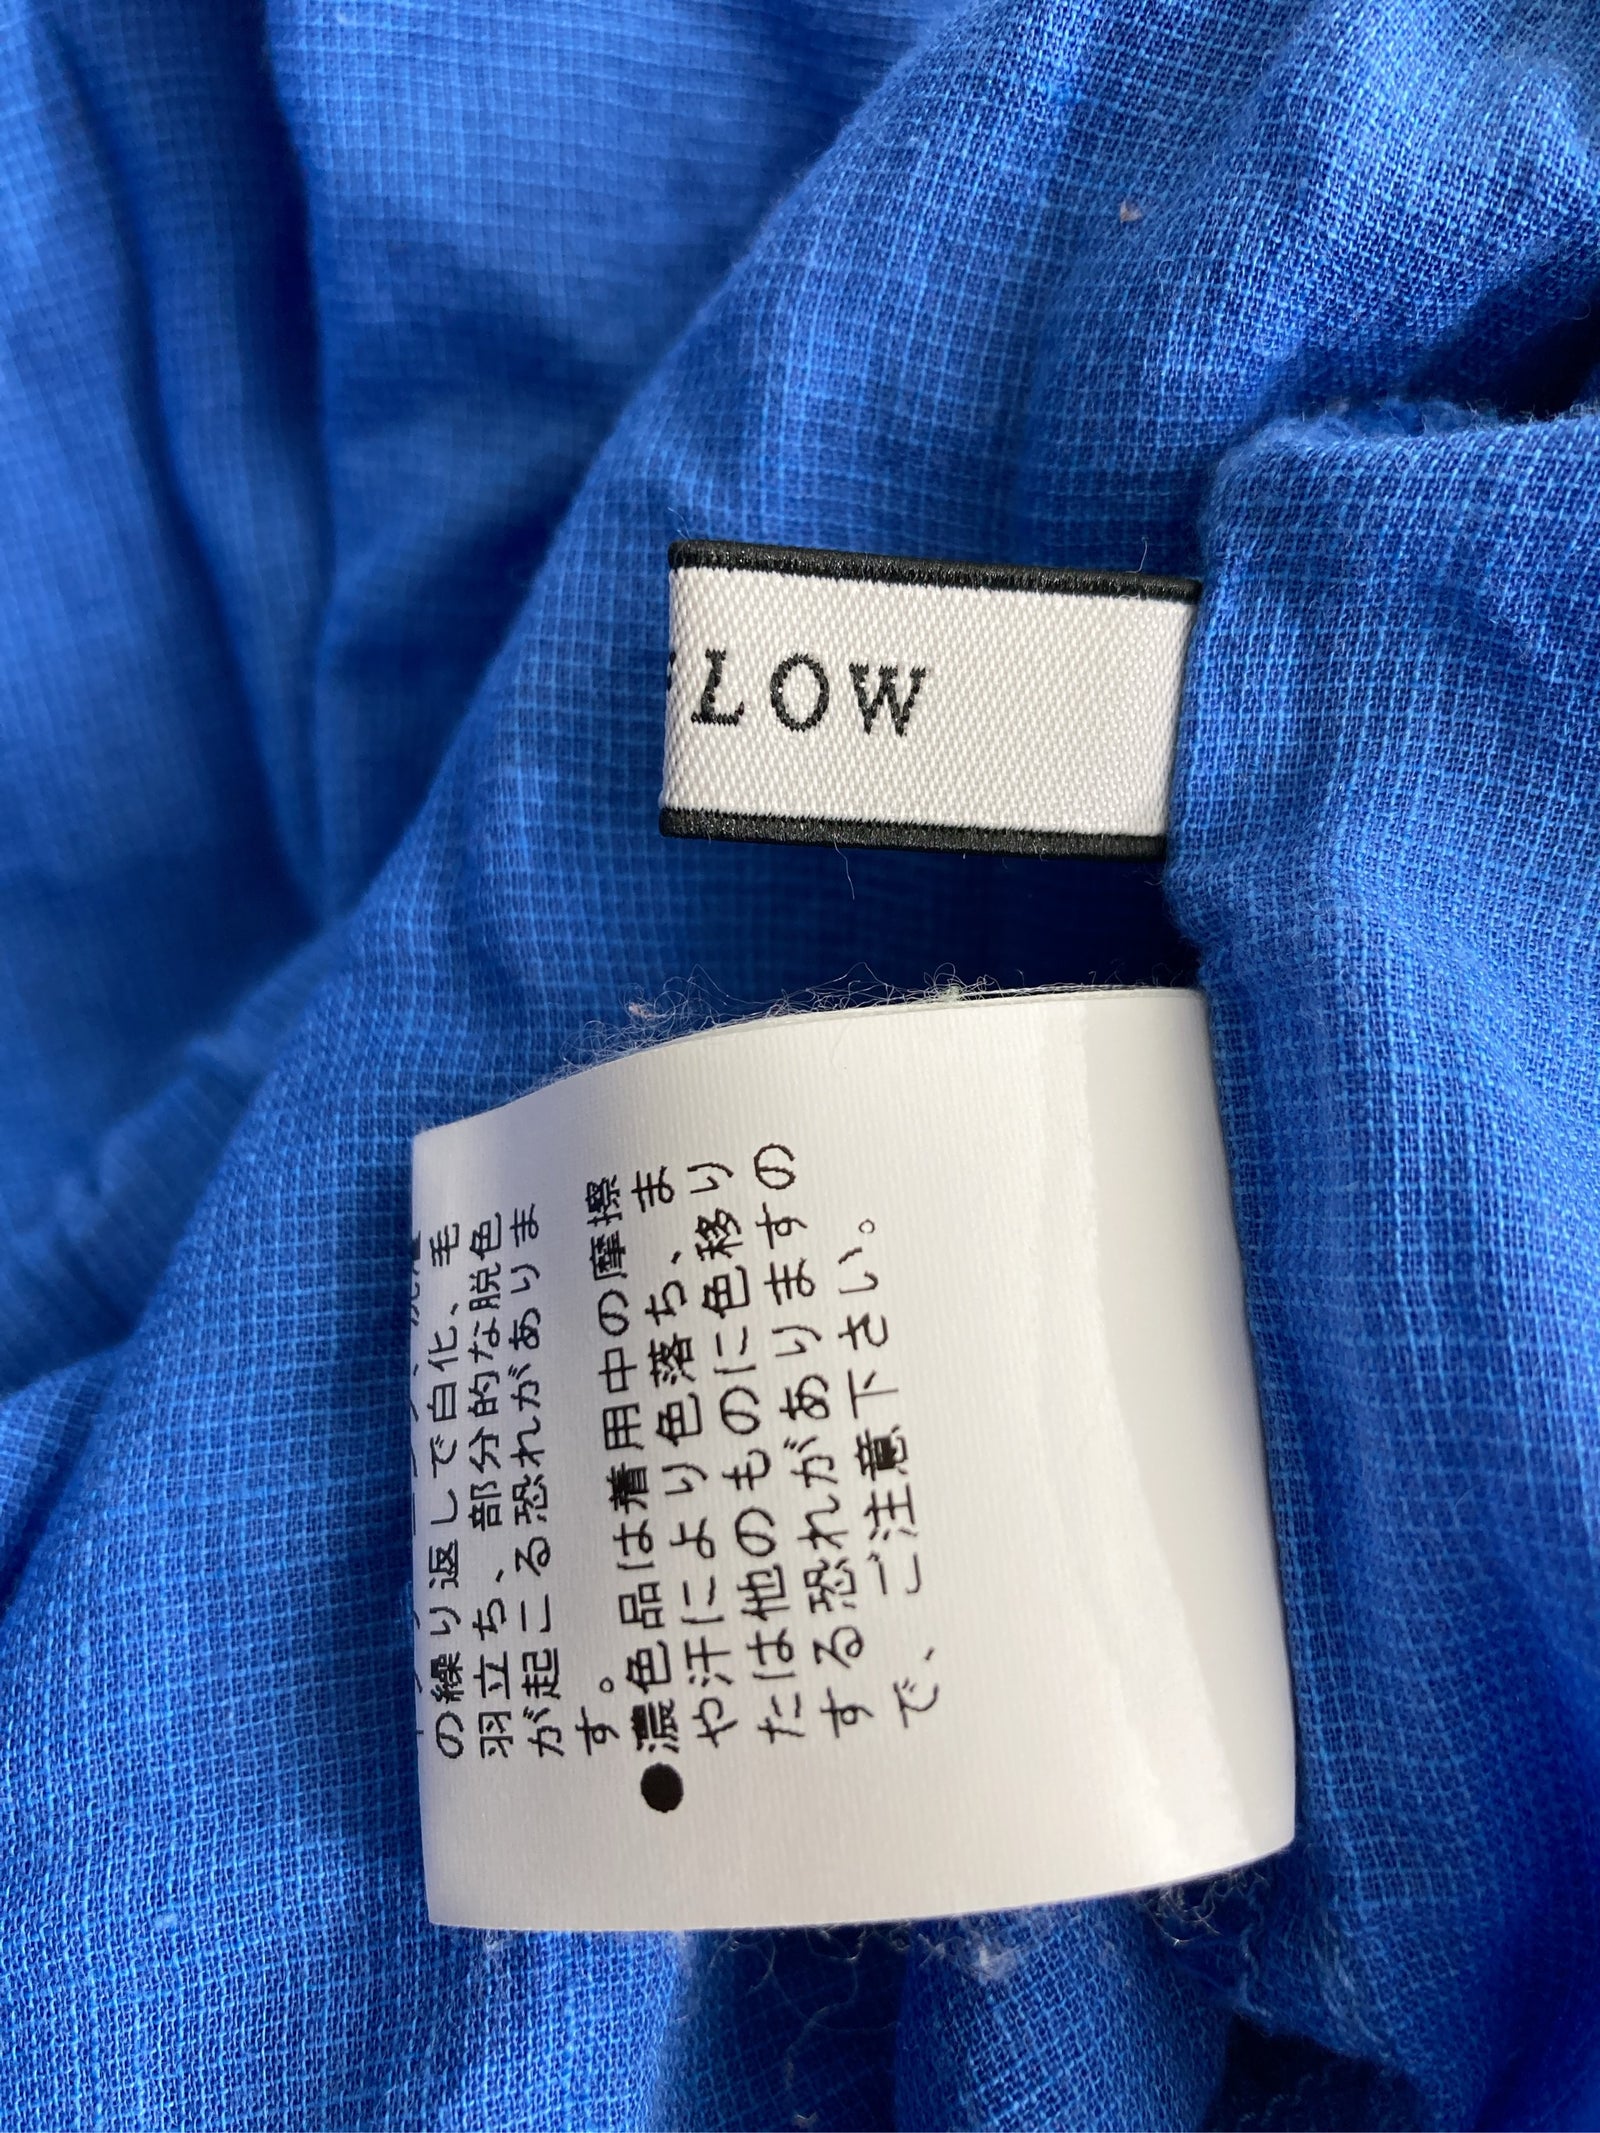 LOW
の繰り返しで白化、毛
羽立ち、部分的な脱色
が起こる恐れがありま
す。
●濃色品は着用中の摩擦
や汗により色落ち、ま
たは他のものに色移り
する恐れがありますの
で、ご注意下さい。